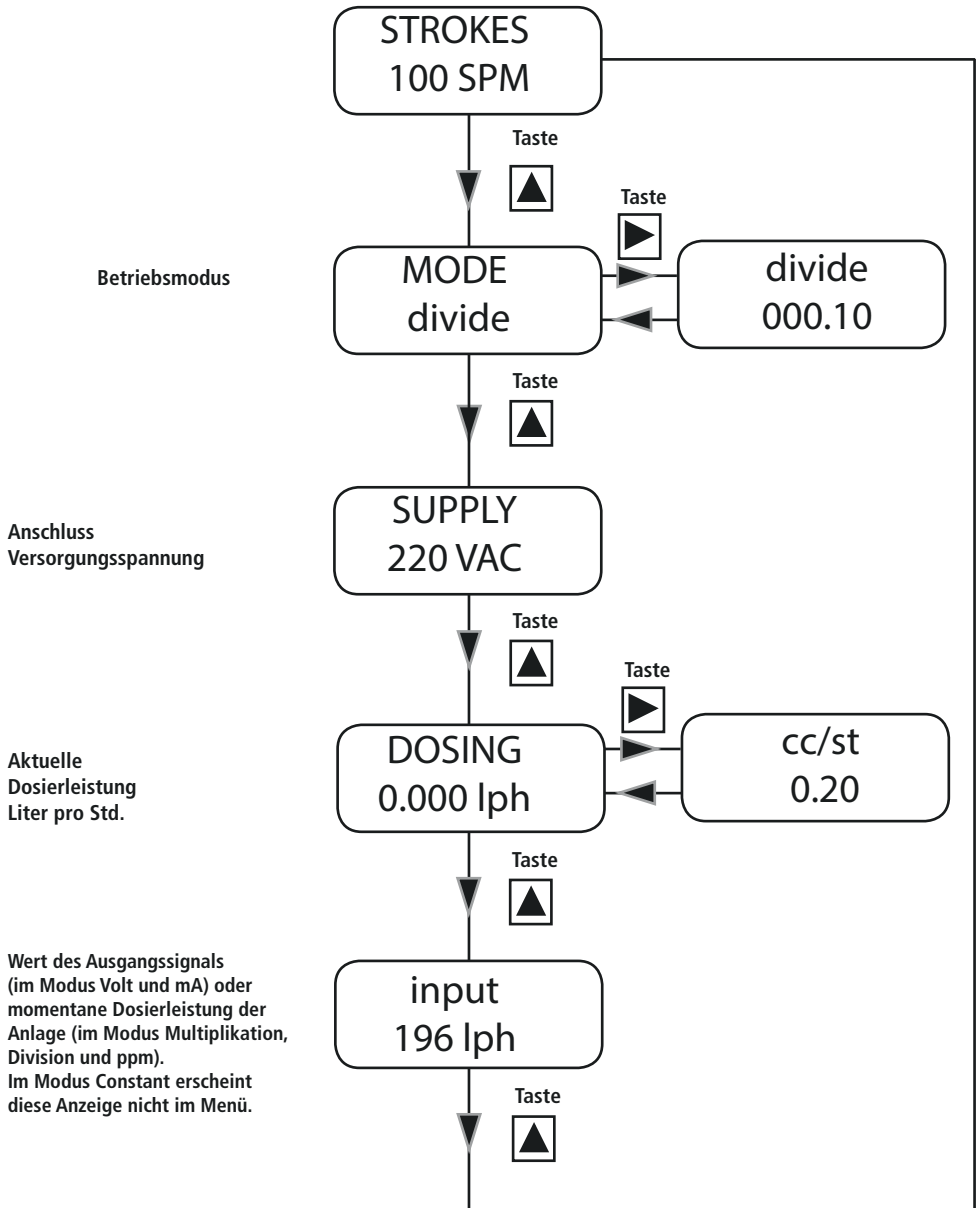 STROKES
100 SPM
Taste
Taste
Betriebsmodus
MODE
divide
divide
000.10
Taste
Anschluss
Versorgungsspannung
SUPPLY
220 VAC
Taste
Taste
Aktuelle
Dosierleistung
Liter pro Std.
DOSING
0.000 lph
cc/st
0.20
Taste
Wert des Ausgangssignals
(im Modus Volt und mA) oder
momentane Dosierleistung der
Anlage (im Modus Multiplikation,
Division und ppm).
Im Modus Constant erscheint
diese Anzeige nicht im Menü.
input
196 lph
Taste